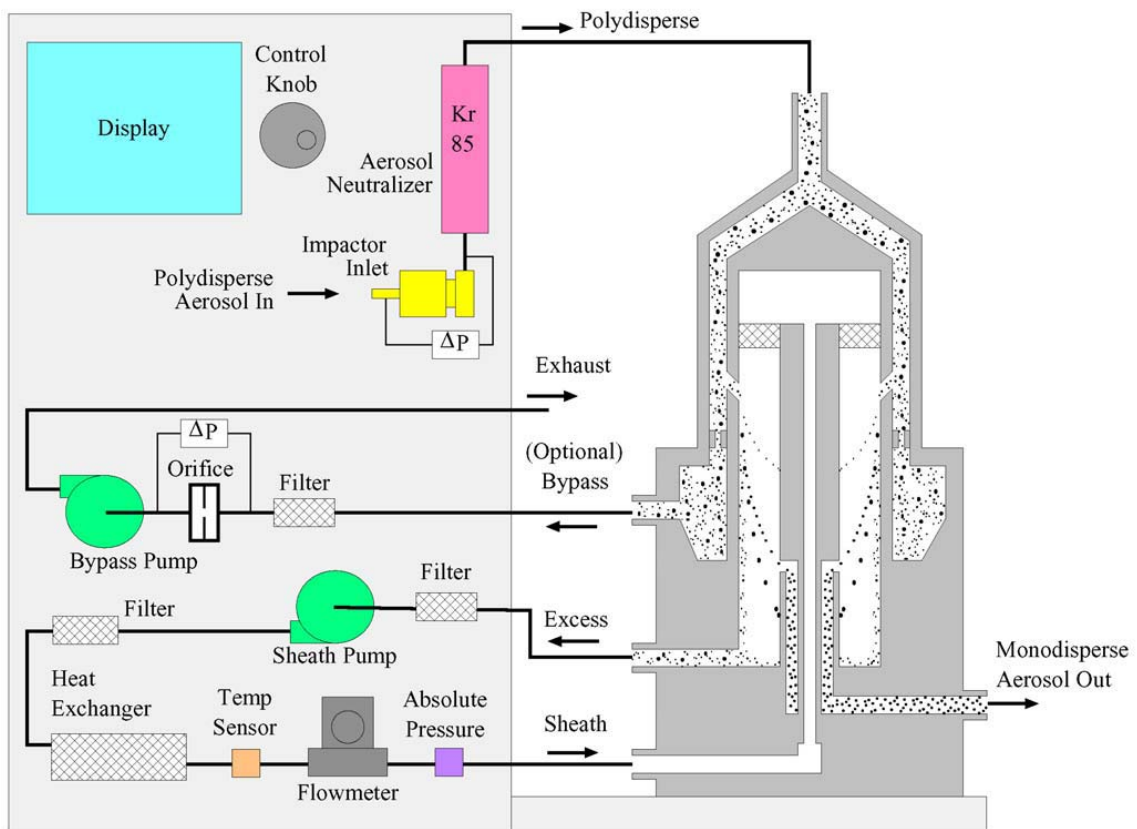 Polydisperse
Control
Knob
Display
Kr
85
Aerosol
Neutralizer
Impactor
Inlet
Polydisperse
Aerosol In
ΔP
Exhaust
ΔP
Orifice
Filter
(Optional)
Bypass
Bypass Pump
Filter
Filter
Excess
Sheath Pump
Monodisperse
Aerosol Out
Heat
Exchanger
Temp
Sensor
Absolute
Pressure
Sheath
Flowmeter